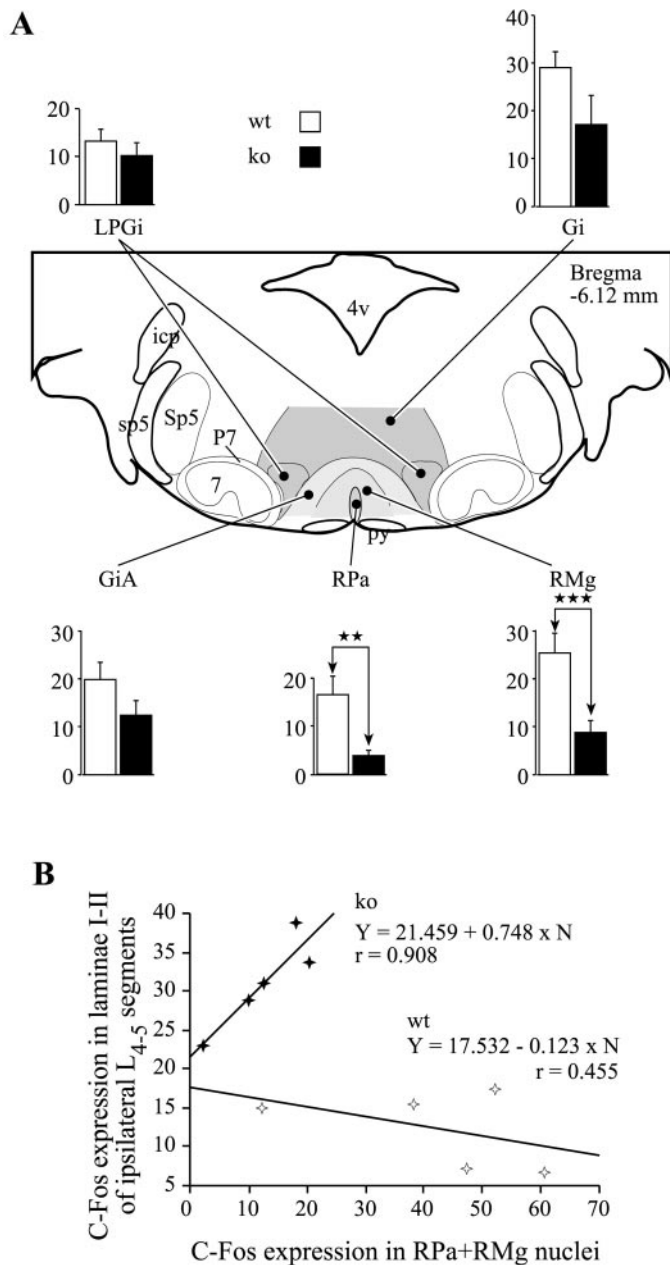 A
wt
ko
20
10
0
LPGi
40
30
20
10
0
Gi
Bregma
-6.12 mm
4v
icp
sp5
Sp5
P7
7
py
GiA
RPa
RMg
30
20
10
0
★★
20
10
0
★★★
30
20
10
0
B
C-Fos expression in laminae I-II
of ipsilateral L4-5 segments
40
35
30
25
20
15
10
5
ko
Y = 21.459 + 0.748 x N
r = 0.908
wt
Y = 17.532 - 0.123 x N
r = 0.455
0 10 20 30 40 50 60 70
C-Fos expression in RPa+RMg nuclei